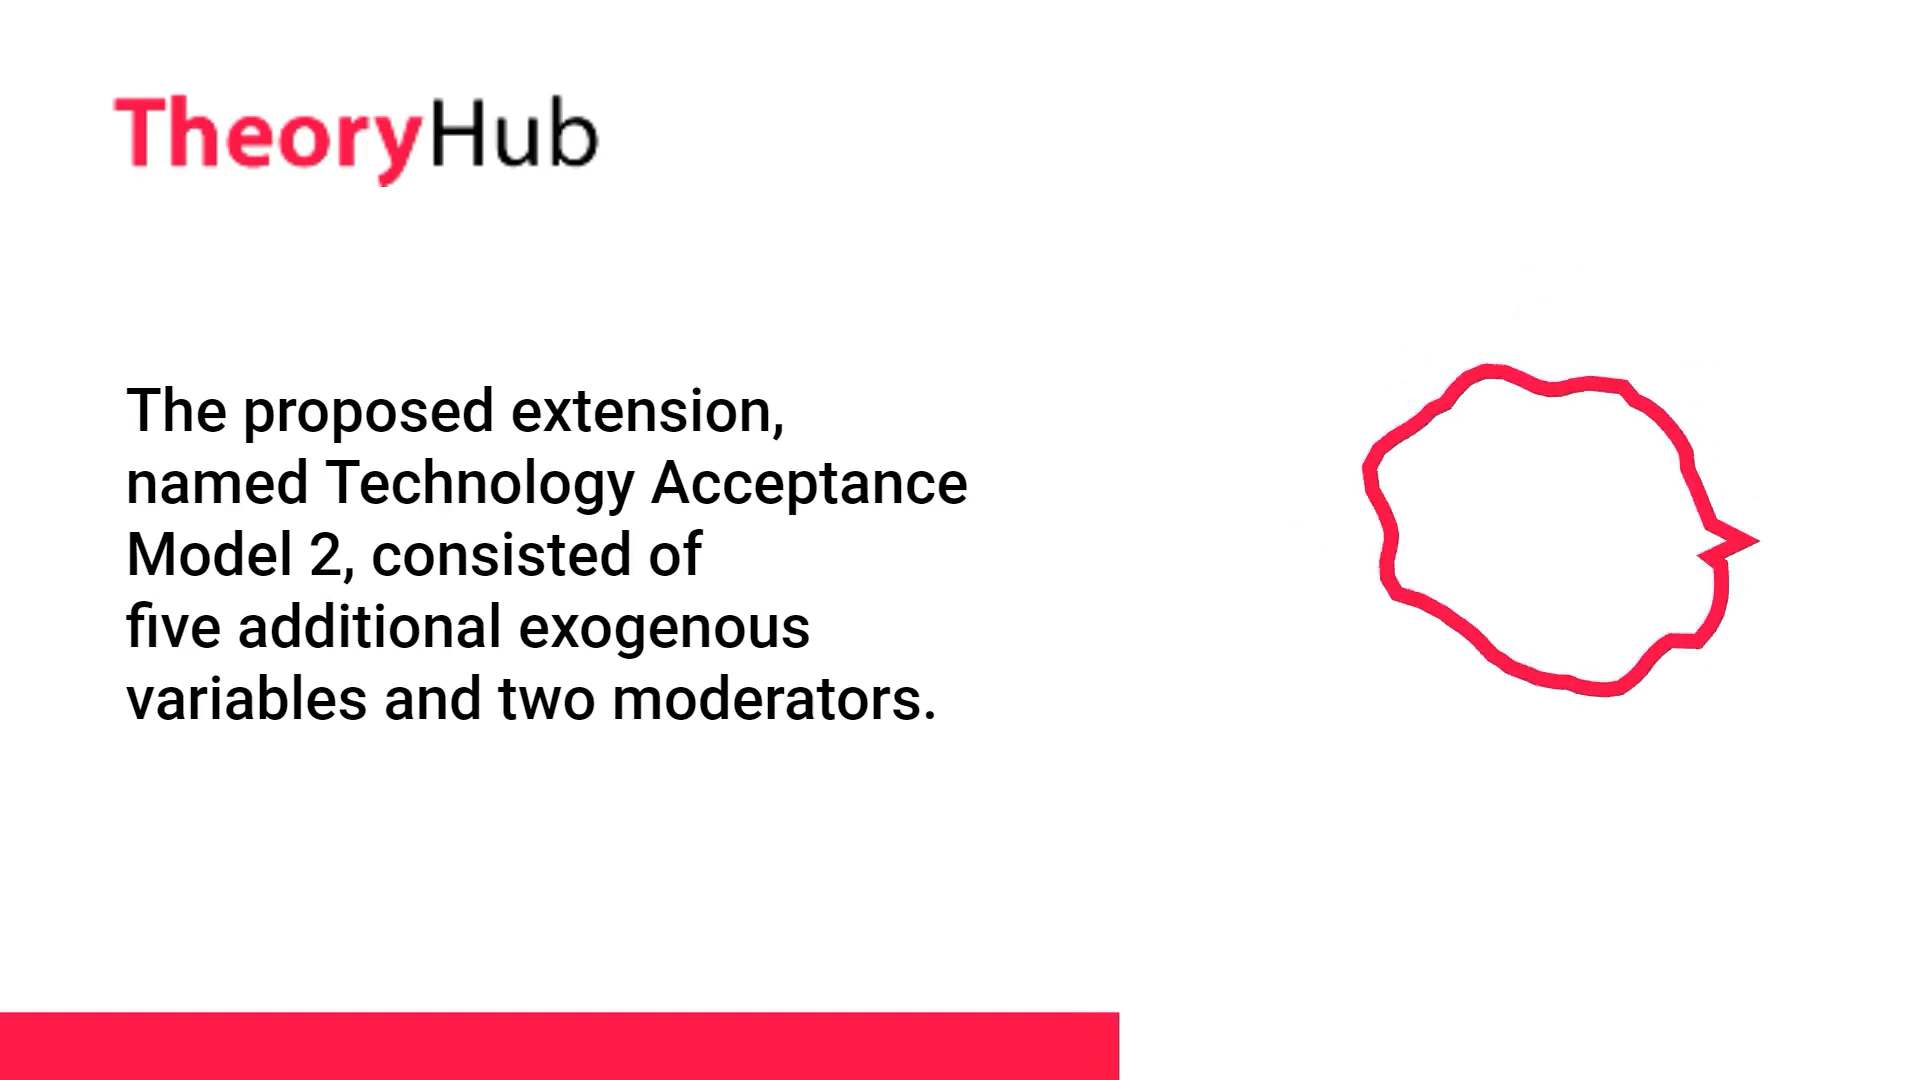 TheoryHub
The proposed extension,
named Technology Acceptance
Model 2, consisted of
five additional exogenous
variables and two moderators.